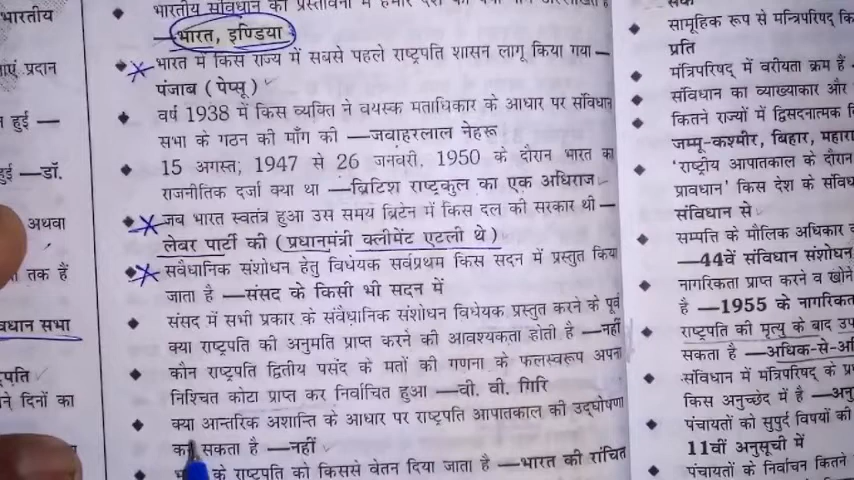 भारतीय
ाएं प्रदान
हुई —
हुई —डॉ.
अथवा
तक हैं
संविधान की प्रस्तावना में हमारे देश
—भारत, इण्डिया
भारत में किस राज्य में सबसे पहले राष्ट्रपति शासन लागू किया गया —
पंजाब (पेप्सू)
वर्ष 1938 में किस व्यक्ति ने वयस्क मताधिकार के आधार पर संविधान
सभा के गठन की माँग की —जवाहरलाल नेहरू
15 अगस्त, 1947 से 26 जनवरी, 1950 के दौरान भारत का
राजनीतिक दर्जा क्या था —ब्रिटिश राष्ट्रकुल का एक अधिराज
जब भारत स्वतंत्र हुआ उस समय ब्रिटेन में किस दल की सरकार थी —
लेबर पार्टी की (प्रधानमंत्री क्लीमेंट एटली थे)
संवैधानिक संशोधन हेतु विधेयक सर्वप्रथम किस सदन में प्रस्तुत किया
जाता है —संसद के किसी भी सदन में
संसद में सभी प्रकार के संवैधानिक संशोधन विधेयक प्रस्तुत करने के पूर्व
क्या राष्ट्रपति की अनुमति प्राप्त करने की आवश्यकता होती है —नहीं
कौन राष्ट्रपति द्वितीय पसंद के मतों की गणना के फलस्वरूप अपना
निश्चित कोटा प्राप्त कर निर्वाचित हुआ —वी. वी. गिरि
क्या आन्तरिक अशान्ति के आधार पर राष्ट्रपति आपातकाल की उद्घोषणा
कर सकता है —नहीं
के राष्ट्रपति को किससे वेतन दिया जाता है —भारत की संचित
सामूहिक रूप से मन्त्रिपरिषद् कि
प्रति
मंत्रिपरिषद् में वरीयता क्रम है
संविधान का व्याख्याकार और
कितने राज्यों में द्विसदनात्मक
जम्मू-कश्मीर, बिहार, महारा
'राष्ट्रीय आपातकाल के दौरान
प्रावधान' किस देश के संविध
संविधान से
सम्पत्ति के मौलिक अधिकार
—44वें संविधान संशोधन
नागरिकता प्राप्त करने व खोने
है —1955 के नागरिकत
राष्ट्रपति की मृत्यु के बाद उप
सकता है —अधिक-से-अधि
संविधान में मंत्रिपरिषद् के
किस अनुच्छेद में है —अनु
पंचायतों को सुपुर्द विषयों की
11वीं अनुसूची में
पंचायतों के निर्वाचन कितने
विधान सभा
्रपति
ने दिनों का